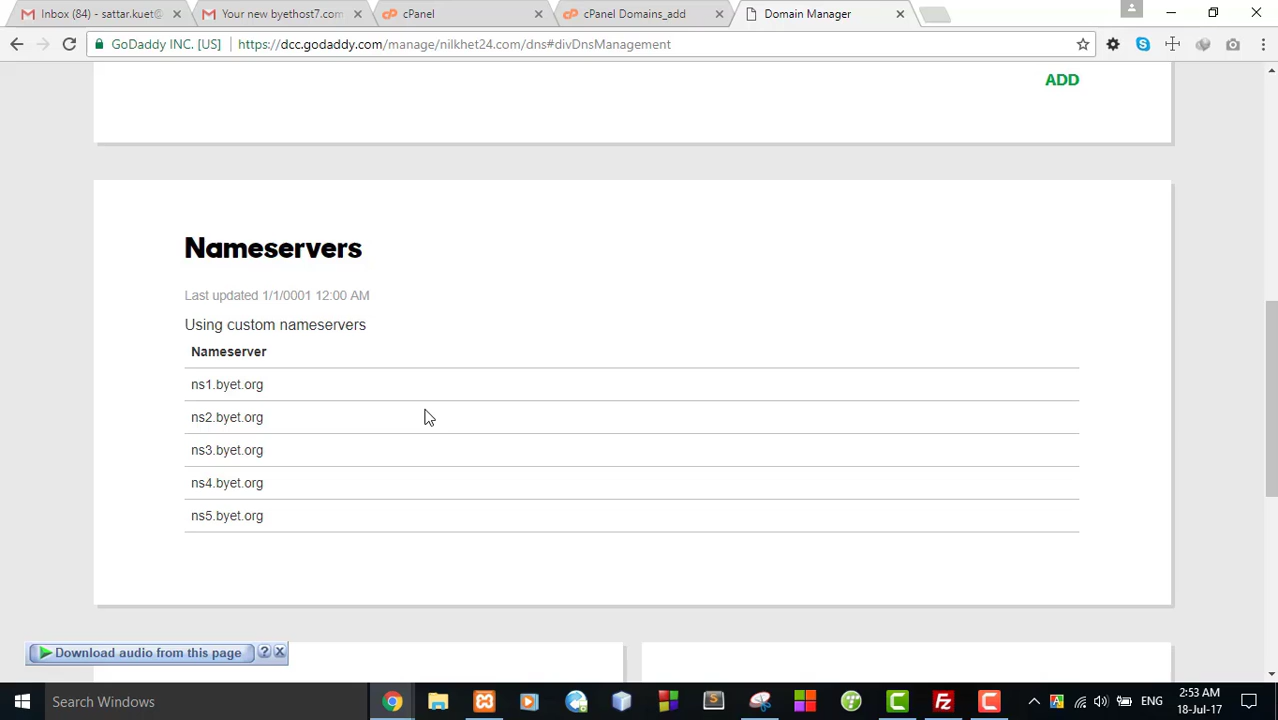 Inbox (84) - sattar.kuet@
Your new byethost7.com
cPanel
cPanel Domains_add
Domain Manager
GoDaddy INC. [US]
https://dcc.godaddy.com/manage/nilkhet24.com/dns#divDnsManagement
ADD
Nameservers
Last updated 1/1/0001 12:00 AM
Using custom nameservers
Nameserver
ns1.byet.org
ns2.byet.org
ns3.byet.org
ns4.byet.org
ns5.byet.org
Download audio from this page
Search Windows
ENG
2:53 AM
18-Jul-17